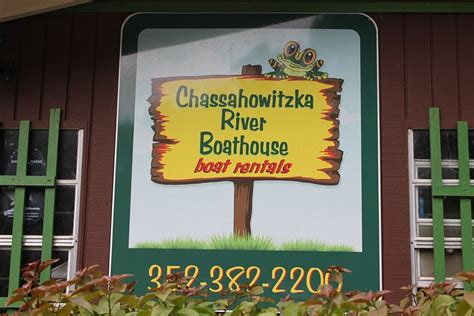 Chassahowitzka
River
Boathouse
boat rentals
352-382-2200